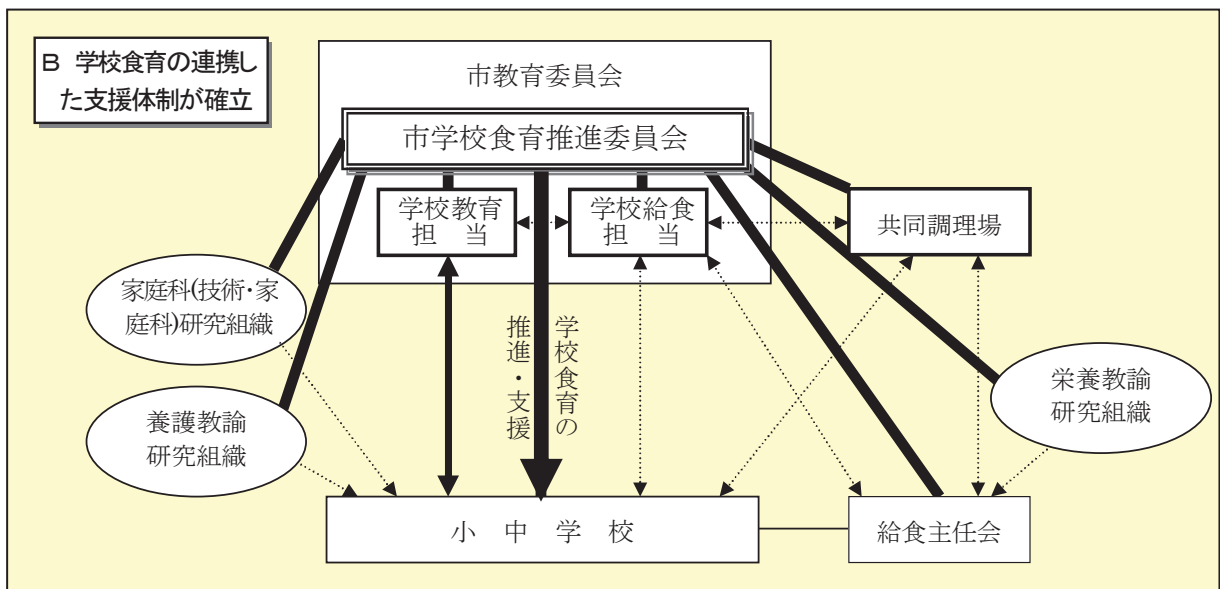 B 学校食育の連携し
た支援体制が確立
市教育委員会
市学校食育推進委員会
学校教育
担 当
学校給食
担 当
共同調理場
家庭科(技術・家
庭科)研究組織
養護教諭
研究組織
学校食育の
推進・支援
栄養教諭
研究組織
小 中 学 校
給食主任会